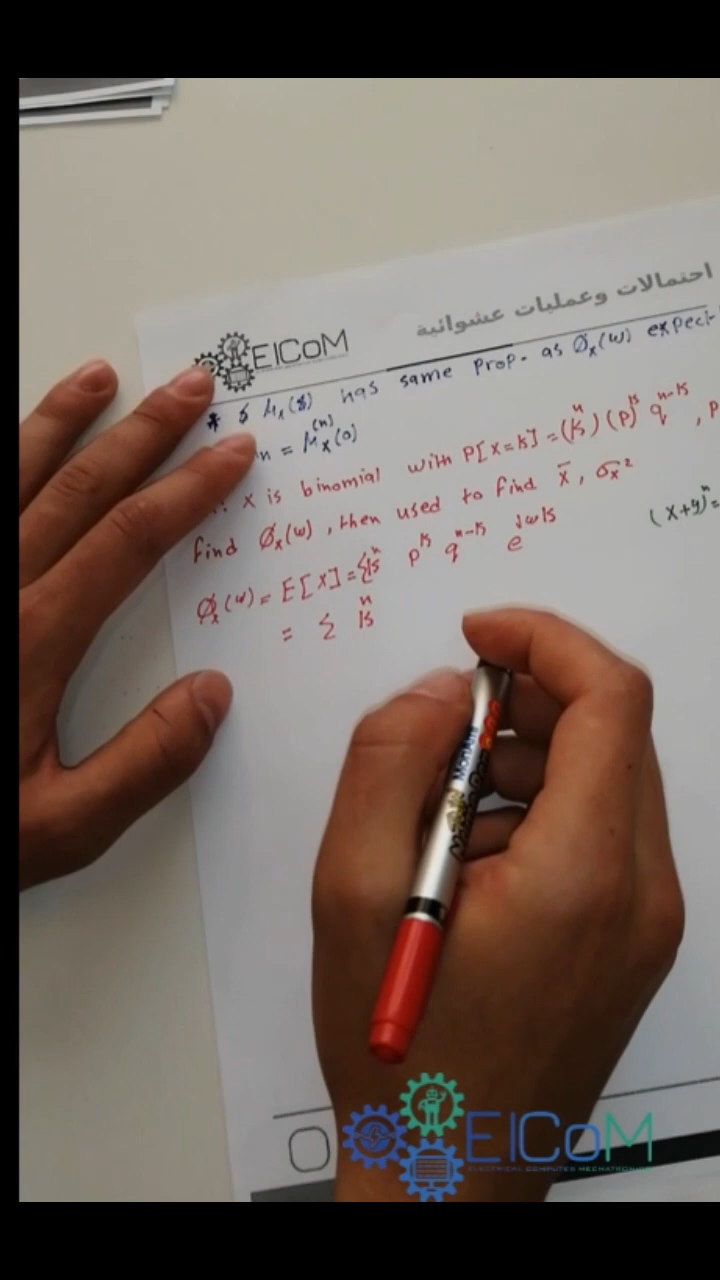 احتمالات وعمليات عشوائية
EICoM
has same prop. as Øx(ω) expect
n = Mx^(n)(0)
X is binomial with P[X=k] = (k^n) (P)^k q^n-k , P
find Øx(ω), then used to find X̄, σx²
(x+y)^n =
Øx(ω) = E[X] = Σ k^n P^k q^n-k e^jωk
= Σ k^n
MonAmi
EICoM
ELECTRICAL COMPUTER MECHATRONICS